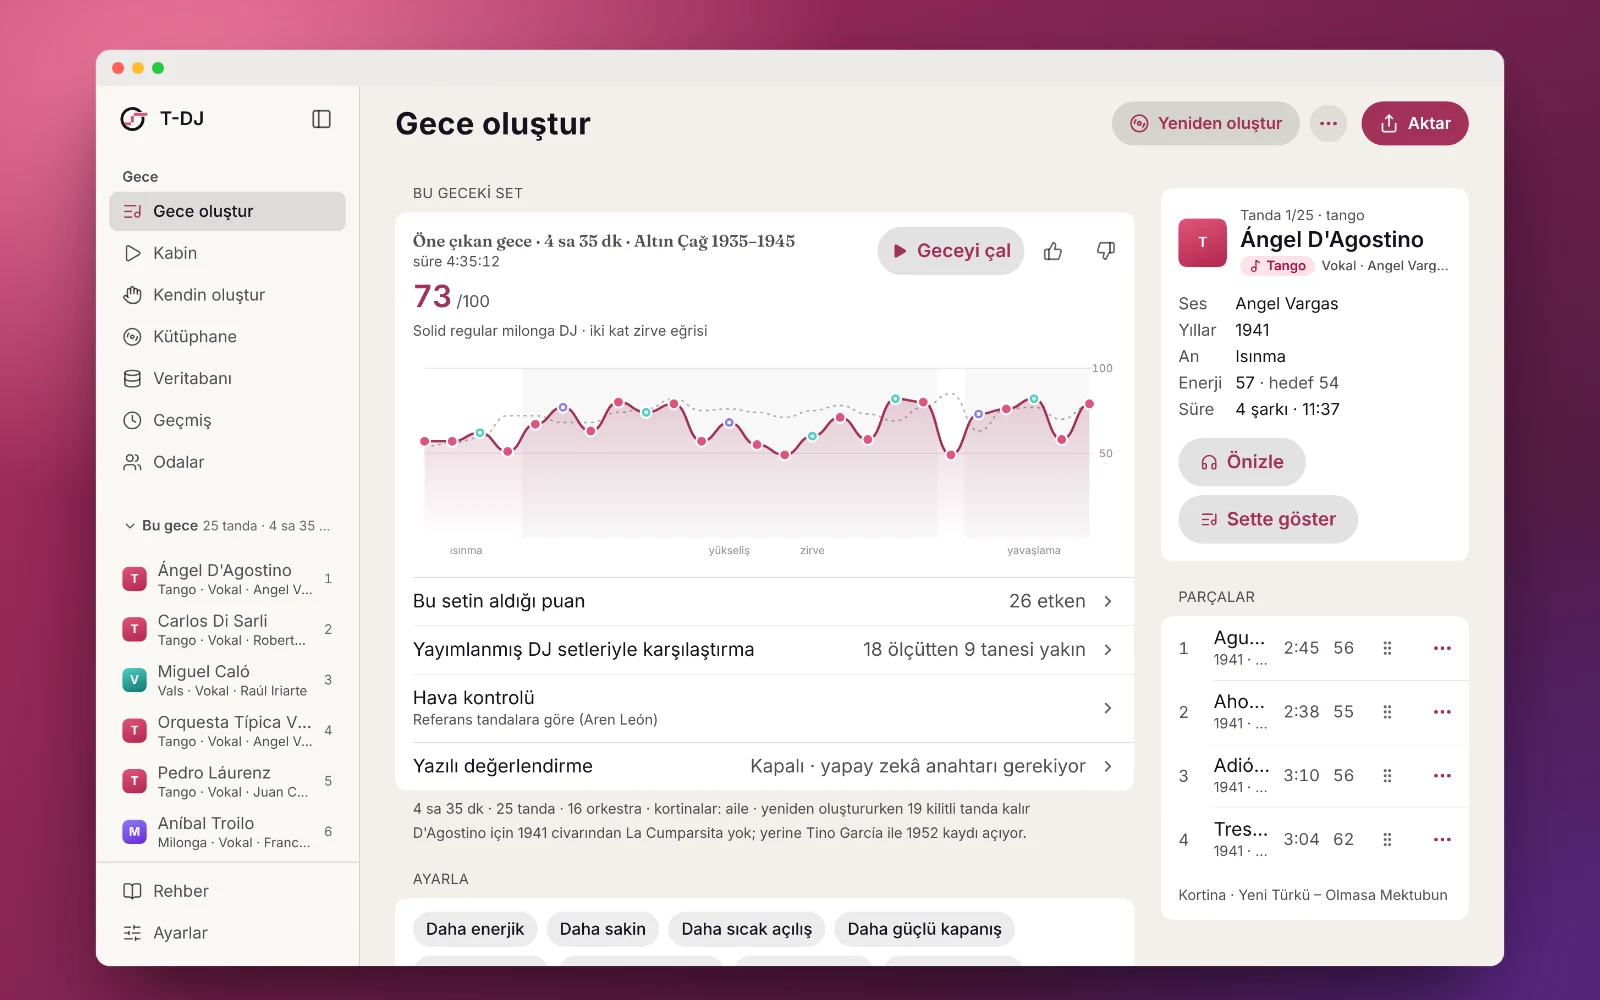 T-DJ
Gece
Gece oluştur
Kabin
Kendin oluştur
Kütüphane
Veritabanı
Geçmiş
Odalar
Bu gece 25 tanda · 4 sa 35 ...
T Ángel D'Agostino 1
Tango · Vokal · Angel V...
T Carlos Di Sarli 2
Tango · Vokal · Robert...
V Miguel Caló 3
Vals · Vokal · Raúl Iriarte
T Orquesta Típica V... 4
Tango · Vokal · Angel V...
T Pedro Láurenz 5
Tango · Vokal · Juan C...
M Aníbal Troilo 6
Milonga · Vokal · Franc...
Rehber
Ayarlar
Gece oluştur
Yeniden oluştur
Aktar
BU GECEKİ SET
Öne çıkan gece · 4 sa 35 dk · Altın Çağ 1935–1945
süre 4:35:12
Geceyi çal
73 /100
Solid regular milonga DJ · iki kat zirve eğrisi
100
50
ısınma yükseliş zirve yavaşlama
Bu setin aldığı puan 26 etken
Yayımlanmış DJ setleriyle karşılaştırma 18 ölçütten 9 tanesi yakın
Hava kontrolü
Referans tandalara göre (Aren León)
Yazılı değerlendirme Kapalı · yapay zekâ anahtarı gerekiyor
4 sa 35 dk · 25 tanda · 16 orkestra · kortinalar: aile · yeniden oluştururken 19 kilitli tanda kalır
D'Agostino için 1941 civarından La Cumparsita yok; yerine Tino García ile 1952 kaydı açıyor.
AYARLA
Daha enerjik Daha sakin Daha sıcak açılış Daha güçlü kapanış
Tanda 1/25 · tango
T Ángel D'Agostino
Tango Vokal · Angel Varg...
Ses Angel Vargas
Yıllar 1941
An Isınma
Enerji 57 · hedef 54
Süre 4 şarkı · 11:37
Önizle
Sette göster
PARÇALAR
1 Agu... 2:45 56
1941 · ...
2 Aho... 2:38 55
1941 · ...
3 Adió... 3:10 56
1941 · ...
4 Tres... 3:04 62
1941 · ...
Kortina · Yeni Türkü – Olmasa Mektubun